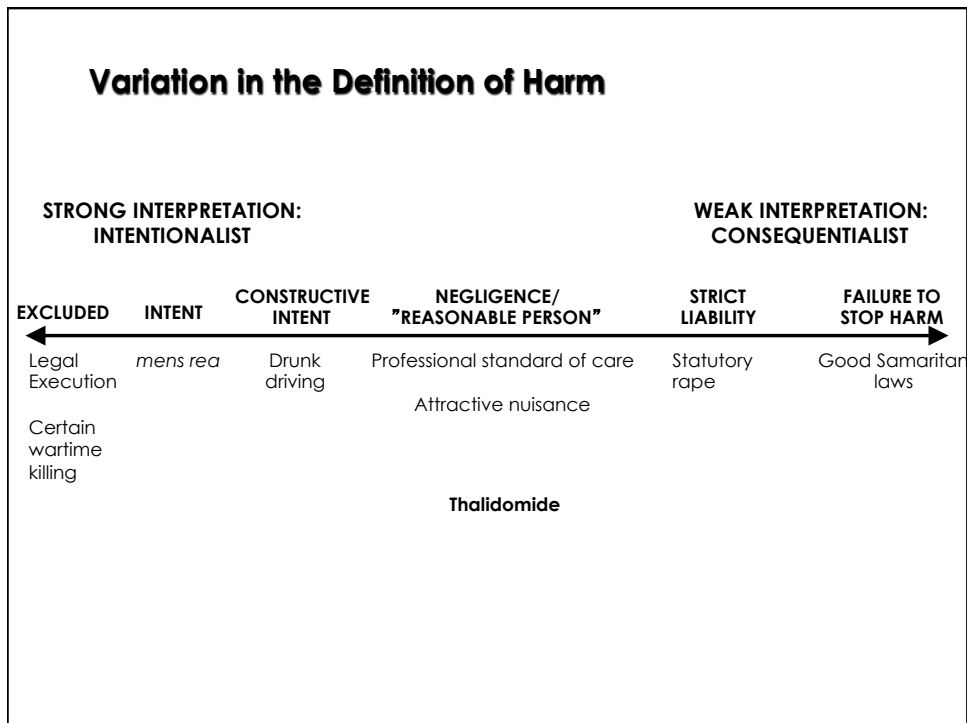 Variation in the Definition of Harm
STRONG INTERPRETATION:
INTENTIONALIST
WEAK INTERPRETATION:
CONSEQUENTIALIST
EXCLUDED
INTENT
CONSTRUCTIVE
INTENT
NEGLIGENCE/
"REASONABLE PERSON"
STRICT
LIABILITY
FAILURE TO
STOP HARM
Legal
Execution
Certain
wartime
killing
mens rea
Drunk
driving
Professional standard of care
Attractive nuisance
Statutory
rape
Good Samaritan
laws
Thalidomide